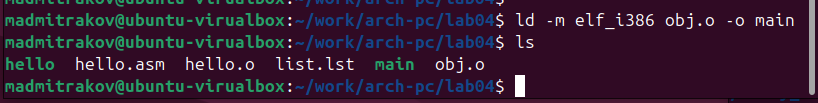 madmitrakov@ubuntu-virualbox:~/work/arch-pc/lab04$ ld -m elf_i386 obj.o -o main
madmitrakov@ubuntu-virualbox:~/work/arch-pc/lab04$ ls
hello  hello.asm  hello.o  list.lst  main  obj.o
madmitrakov@ubuntu-virualbox:~/work/arch-pc/lab04$